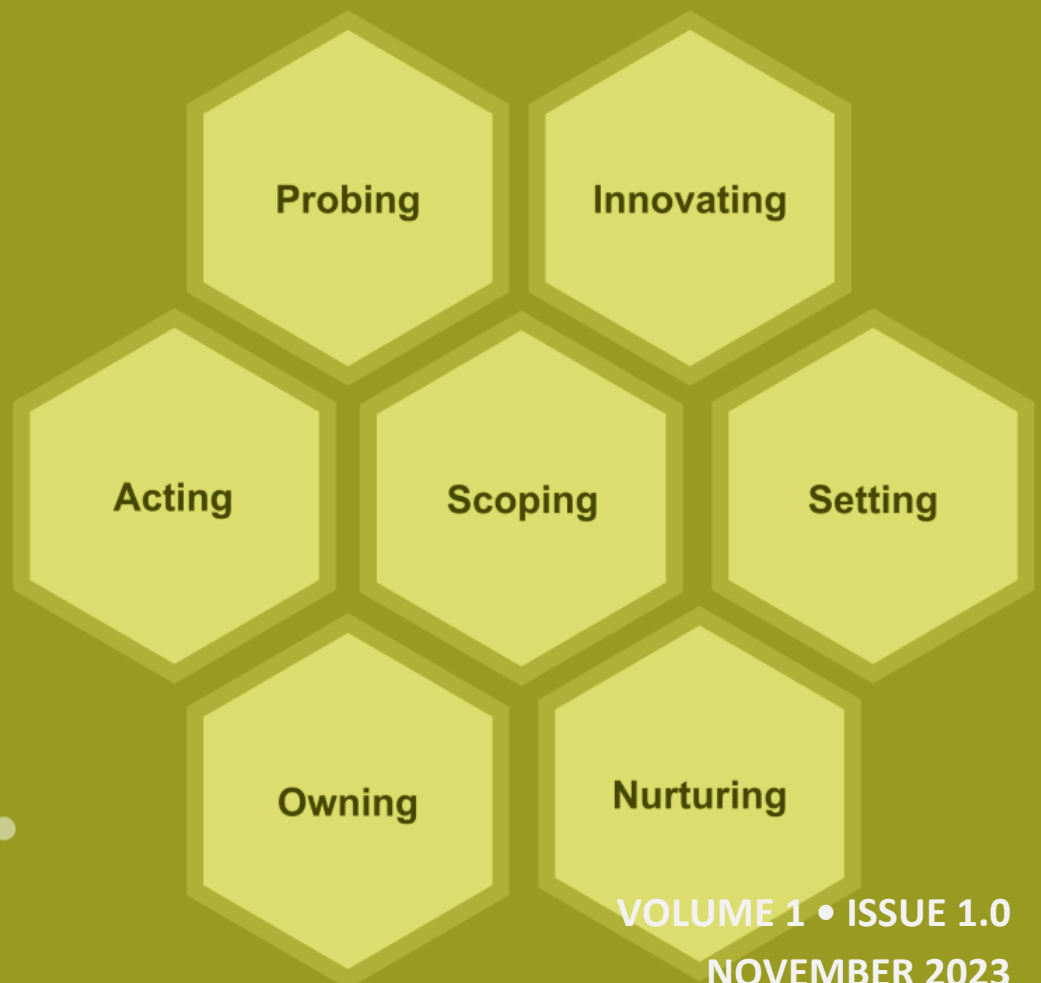 Probing
Innovating
Acting
Scoping
Setting
Owning
Nurturing
VOLUME 1 • ISSUE 1.0
NOVEMBER 2023